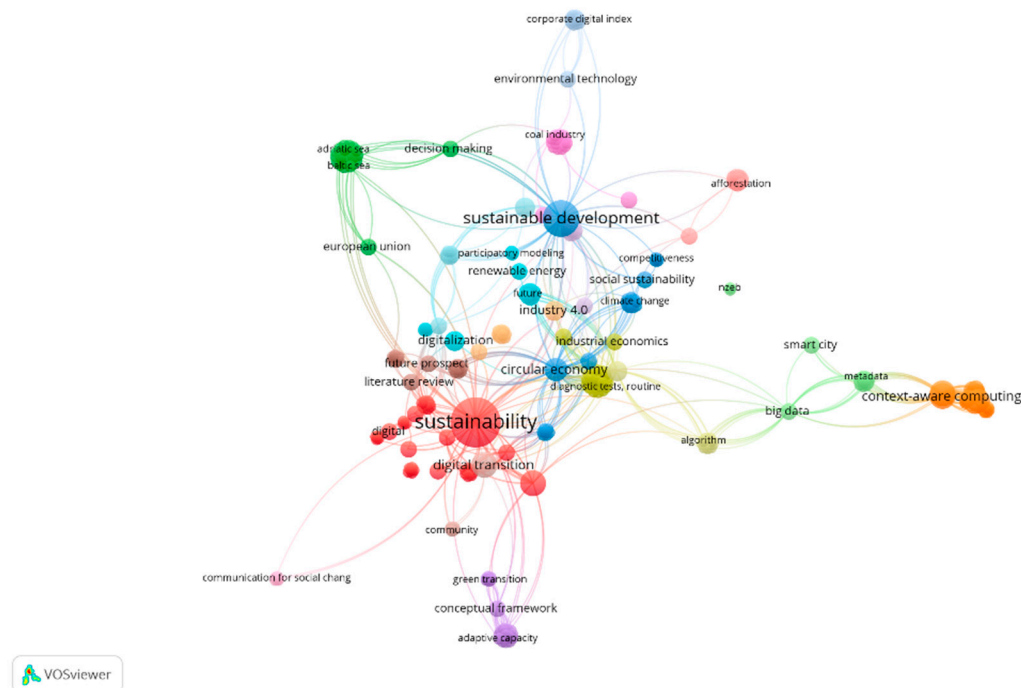 corporate digital index
environmental technology
coal industry
adriatic sea
decision making
baltic sea
afforestation
sustainable development
european union
participatory modeling
competitiveness
renewable energy
social sustainability
nzeb
future
climate change
industry 4.0
digitalization
industrial economics
smart city
future prospect
circular economy
metadata
literature review
diagnostic tests, routine
context-aware computing
big data
sustainability
digital
algorithm
digital transition
community
communication for social chang
green transition
conceptual framework
adaptive capacity
VOSviewer